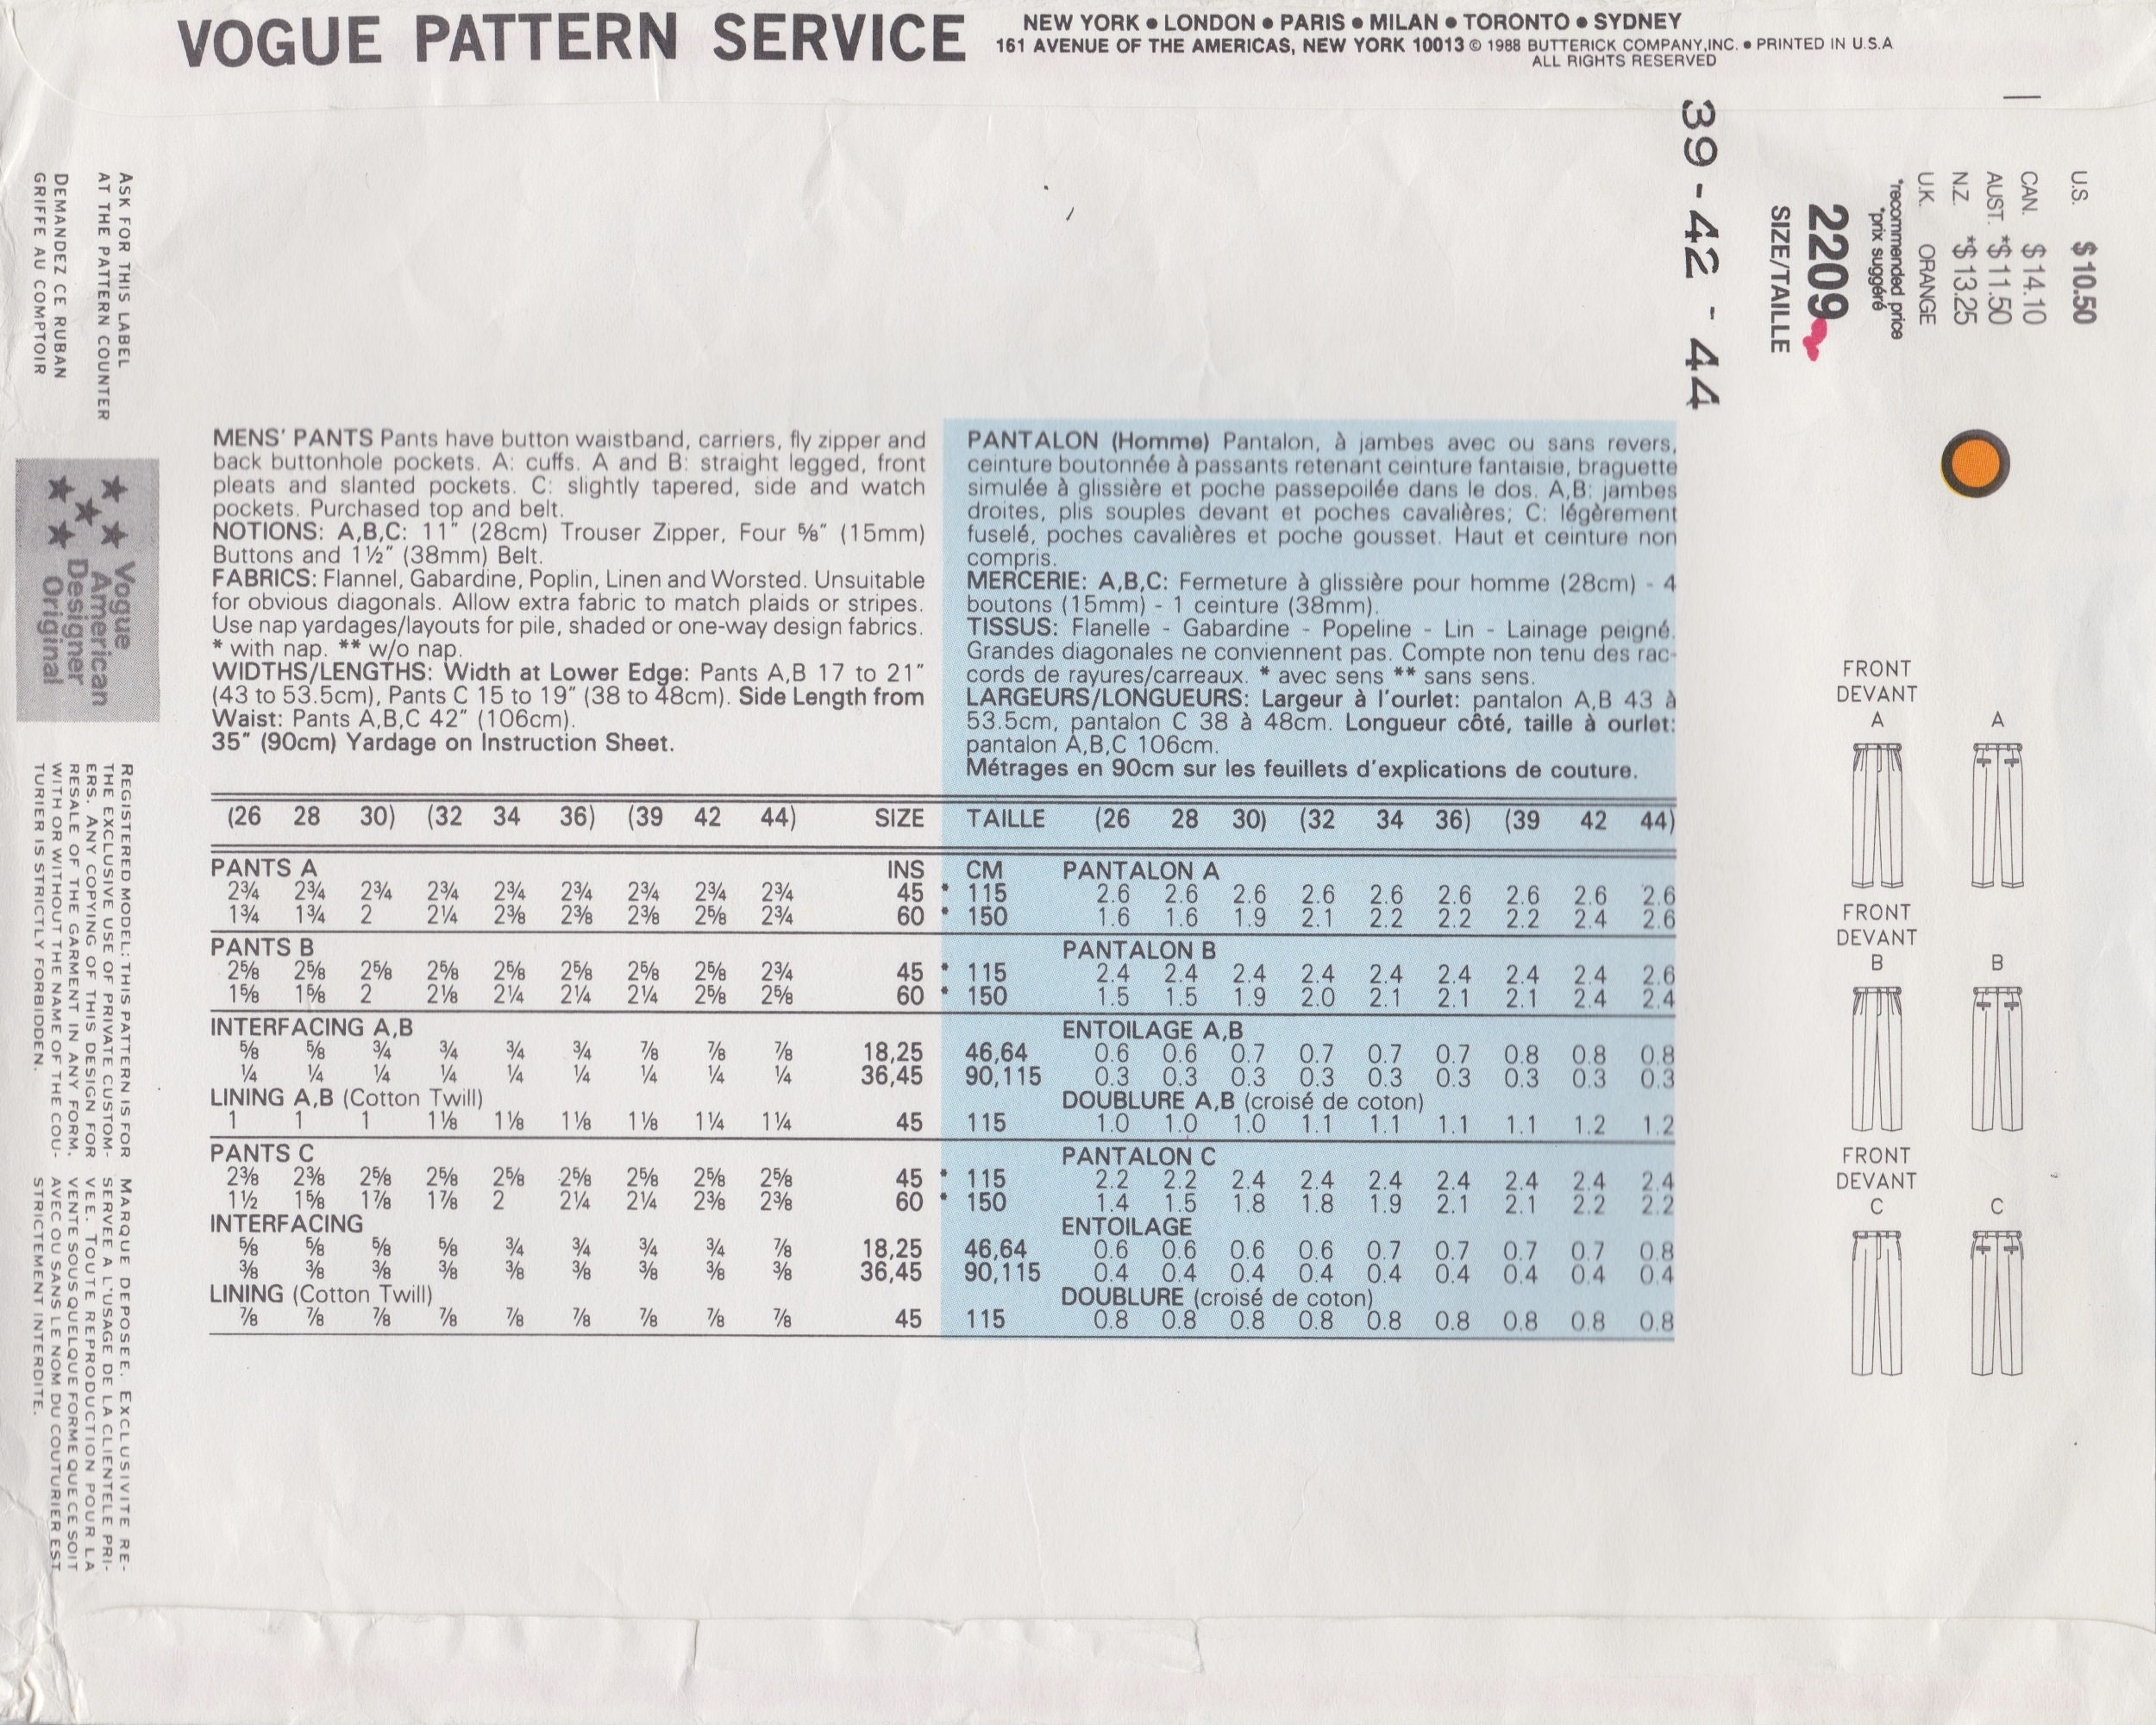 VOGUE PATTERN SERVICE
NEW YORK • LONDON • PARIS • MILAN • TORONTO • SYDNEY
161 AVENUE OF THE AMERICAS, NEW YORK 10013 © 1988 BUTTERICK COMPANY,INC. • PRINTED IN U.S.A
ALL RIGHTS RESERVED
ASK FOR THIS LABEL
AT THE PATTERN COUNTER
DEMANDEZ CE RUBAN
GRIFFE AU COMPTOIR
Vogue
American
Designer
Original
REGISTERED MODEL: THIS PATTERN IS FOR
THE EXCLUSIVE USE OF PRIVATE CUSTOM-
ERS. ANY COPYING OF THIS DESIGN FOR
RESALE OF THE GARMENT IN ANY FORM,
WITH OR WITHOUT THE NAME OF THE COU-
TURIER IS STRICTLY FORBIDDEN.
MARQUE DEPOSEE. EXCLUSIVITE RE-
SERVEE A L'USAGE DE LA CLIENTELE PRI-
VEE. TOUTE REPRODUCTION POUR LA
VENTE SOUS QUELQUE FORME QUE CE SOIT
AVEC OU SANS LE NOM DU COUTURIER EST
STRICTEMENT INTERDITE.
MENS' PANTS Pants have button waistband, carriers, fly zipper and
back buttonhole pockets. A: cuffs. A and B: straight legged, front
pleats and slanted pockets. C: slightly tapered, side and watch
pockets. Purchased top and belt.
NOTIONS: A,B,C: 11" (28cm) Trouser Zipper, Four ⅝" (15mm)
Buttons and 1½" (38mm) Belt.
FABRICS: Flannel, Gabardine, Poplin, Linen and Worsted. Unsuitable
for obvious diagonals. Allow extra fabric to match plaids or stripes.
Use nap yardages/layouts for pile, shaded or one-way design fabrics.
* with nap. ** w/o nap.
WIDTHS/LENGTHS: Width at Lower Edge: Pants A,B 17 to 21"
(43 to 53.5cm), Pants C 15 to 19" (38 to 48cm). Side Length from
Waist: Pants A,B,C 42" (106cm).
35" (90cm) Yardage on Instruction Sheet.
PANTALON (Homme) Pantalon, à jambes avec ou sans revers,
ceinture boutonnée à passants retenant ceinture fantaisie, braguette
simulée à glissière et poche passepoilée dans le dos. A,B: jambes
droites, plis souples devant et poches cavalières; C: légèrement
fuselé, poches cavalières et poche gousset. Haut et ceinture non
compris.
MERCERIE: A,B,C: Fermeture à glissière pour homme (28cm) - 4
boutons (15mm) - 1 ceinture (38mm).
TISSUS: Flanelle - Gabardine - Popeline - Lin - Lainage peigné.
Grandes diagonales ne conviennent pas. Compte non tenu des rac-
cords de rayures/carreaux. * avec sens ** sans sens.
LARGEURS/LONGUEURS: Largeur à l'ourlet: pantalon A,B 43 à
53.5cm, pantalon C 38 à 48cm. Longueur côté, taille à ourlet:
pantalon A,B,C 106cm.
Métrages en 90cm sur les feuillets d'explications de couture.
(26 28 30) (32 34 36) (39 42 44) SIZE TAILLE (26 28 30) (32 34 36) (39 42 44)
PANTS A INS CM PANTALON A
2¾ 2¾ 2¾ 2¾ 2¾ 2¾ 2¾ 2¾ 2¾ 45 * 115 2.6 2.6 2.6 2.6 2.6 2.6 2.6 2.6 2.6
1¾ 1¾ 2 2¼ 2⅜ 2⅜ 2⅜ 2⅝ 2¾ 60 * 150 1.6 1.6 1.9 2.1 2.2 2.2 2.2 2.4 2.6
PANTS B PANTALON B
2⅝ 2⅝ 2⅝ 2⅝ 2⅝ 2⅝ 2⅝ 2⅝ 2¾ 45 * 115 2.4 2.4 2.4 2.4 2.4 2.4 2.4 2.4 2.6
1⅝ 1⅝ 2 2⅛ 2¼ 2¼ 2¼ 2⅝ 2⅝ 60 * 150 1.5 1.5 1.9 2.0 2.1 2.1 2.1 2.4 2.4
INTERFACING A,B ENTOILAGE A,B
⅝ ⅝ ¾ ¾ ¾ ¾ ⅞ ⅞ ⅞ 18,25 46,64 0.6 0.6 0.7 0.7 0.7 0.7 0.8 0.8 0.8
¼ ¼ ¼ ¼ ¼ ¼ ¼ ¼ ¼ 36,45 90,115 0.3 0.3 0.3 0.3 0.3 0.3 0.3 0.3 0.3
LINING A,B (Cotton Twill) DOUBLURE A,B (croisé de coton)
1 1 1 1⅛ 1⅛ 1⅛ 1⅛ 1¼ 1¼ 45 115 1.0 1.0 1.0 1.1 1.1 1.1 1.1 1.2 1.2
PANTS C PANTALON C
2⅜ 2⅜ 2⅝ 2⅝ 2⅝ 2⅝ 2⅝ 2⅝ 2⅝ 45 * 115 2.2 2.2 2.4 2.4 2.4 2.4 2.4 2.4 2.4
1½ 1⅝ 1⅞ 1⅞ 2 2¼ 2¼ 2⅜ 2⅜ 60 * 150 1.4 1.5 1.8 1.8 1.9 2.1 2.1 2.2 2.2
INTERFACING ENTOILAGE
⅝ ⅝ ⅝ ⅝ ¾ ¾ ¾ ¾ ⅞ 18,25 46,64 0.6 0.6 0.6 0.6 0.7 0.7 0.7 0.7 0.8
⅜ ⅜ ⅜ ⅜ ⅜ ⅜ ⅜ ⅜ ⅜ 36,45 90,115 0.4 0.4 0.4 0.4 0.4 0.4 0.4 0.4 0.4
LINING (Cotton Twill) DOUBLURE (croisé de coton)
⅞ ⅞ ⅞ ⅞ ⅞ ⅞ ⅞ ⅞ ⅞ 45 115 0.8 0.8 0.8 0.8 0.8 0.8 0.8 0.8 0.8
U.S. $10.50
CAN. $14.10
AUST. *$11.50
N.Z. *$13.25
U.K. ORANGE
*recommended price
*prix suggéré
2209
SIZE/TAILLE
39-42-44
FRONT
DEVANT
A A
FRONT
DEVANT
B B
FRONT
DEVANT
C C